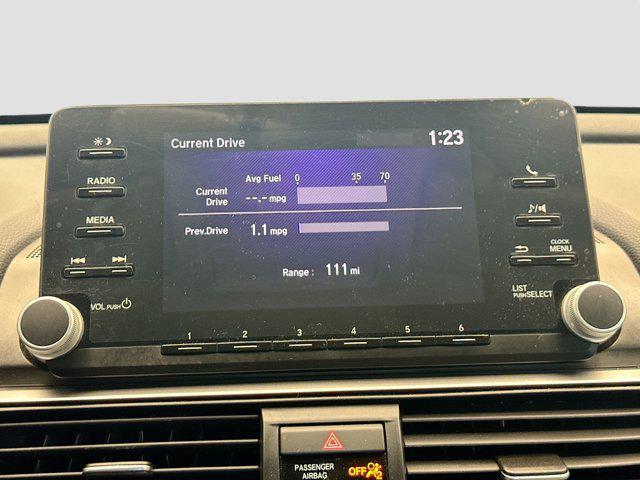 Current Drive 1:23
Avg Fuel 0 35 70
Current
Drive --.- mpg
Prev.Drive 1.1 mpg
Range : 111 mi
RADIO
MEDIA
VOL PUSH
CLOCK
MENU
LIST
PUSH SELECT
1 2 3 4 5 6
PASSENGER
AIRBAG OFF 2